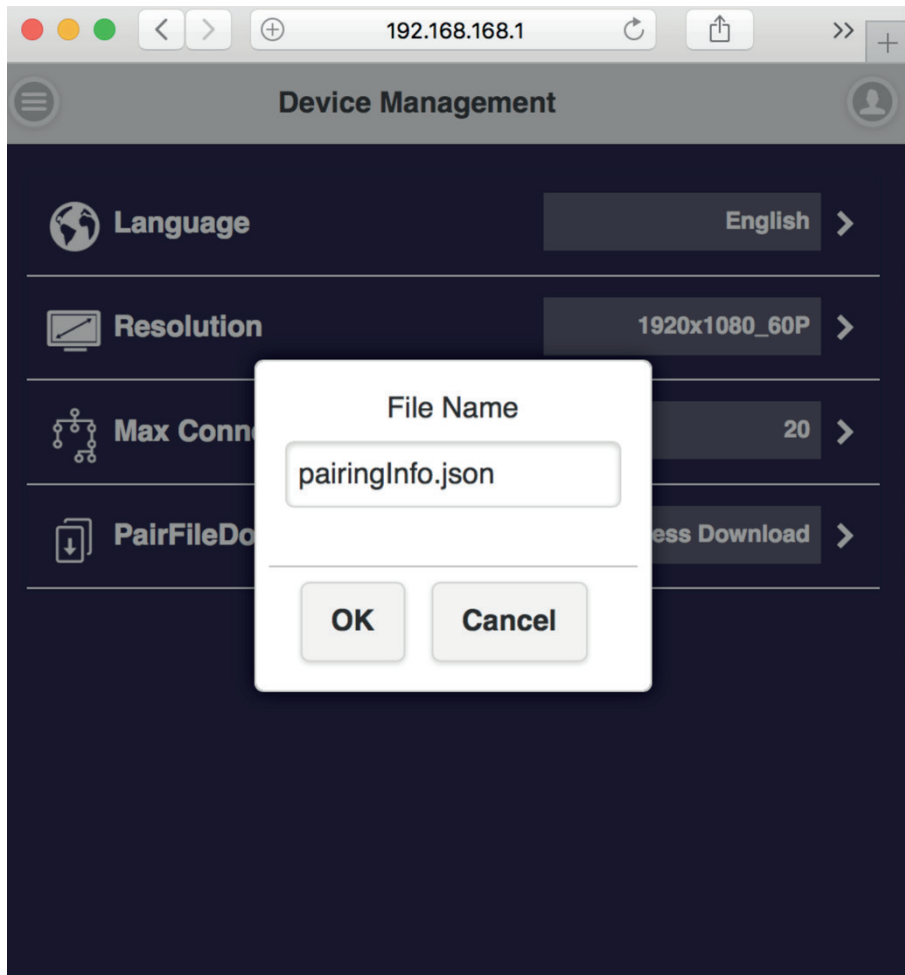 192.168.168.1
Device Management
Language English
Resolution 1920x1080_60P
File Name
Max Conn 20
pairingInfo.json
PairFileDo ess Download
OK Cancel